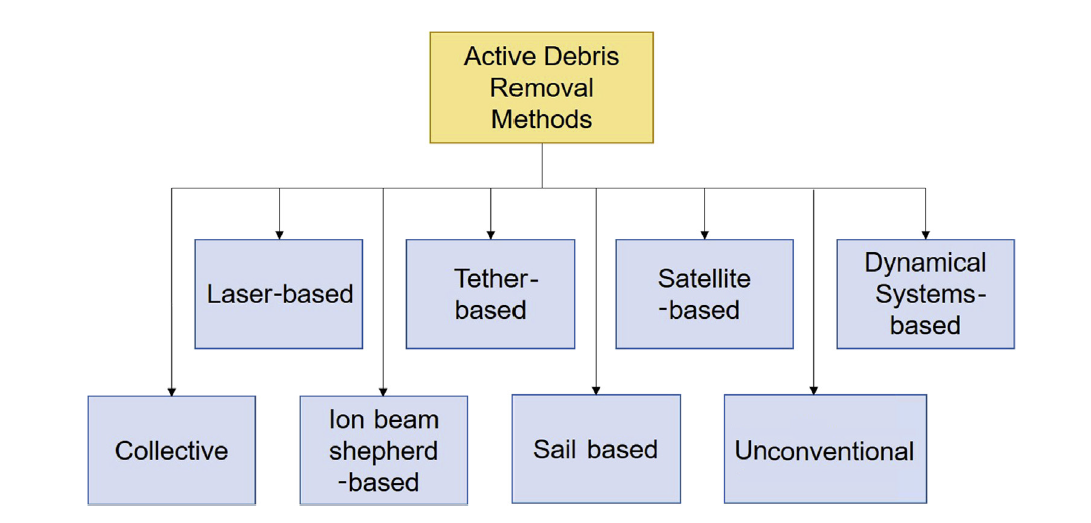 Active Debris
Removal
Methods
Laser-based
Tether-
based
Satellite
-based
Dynamical
Systems-
based
Collective
Ion beam
shepherd
-based
Sail based
Unconventional